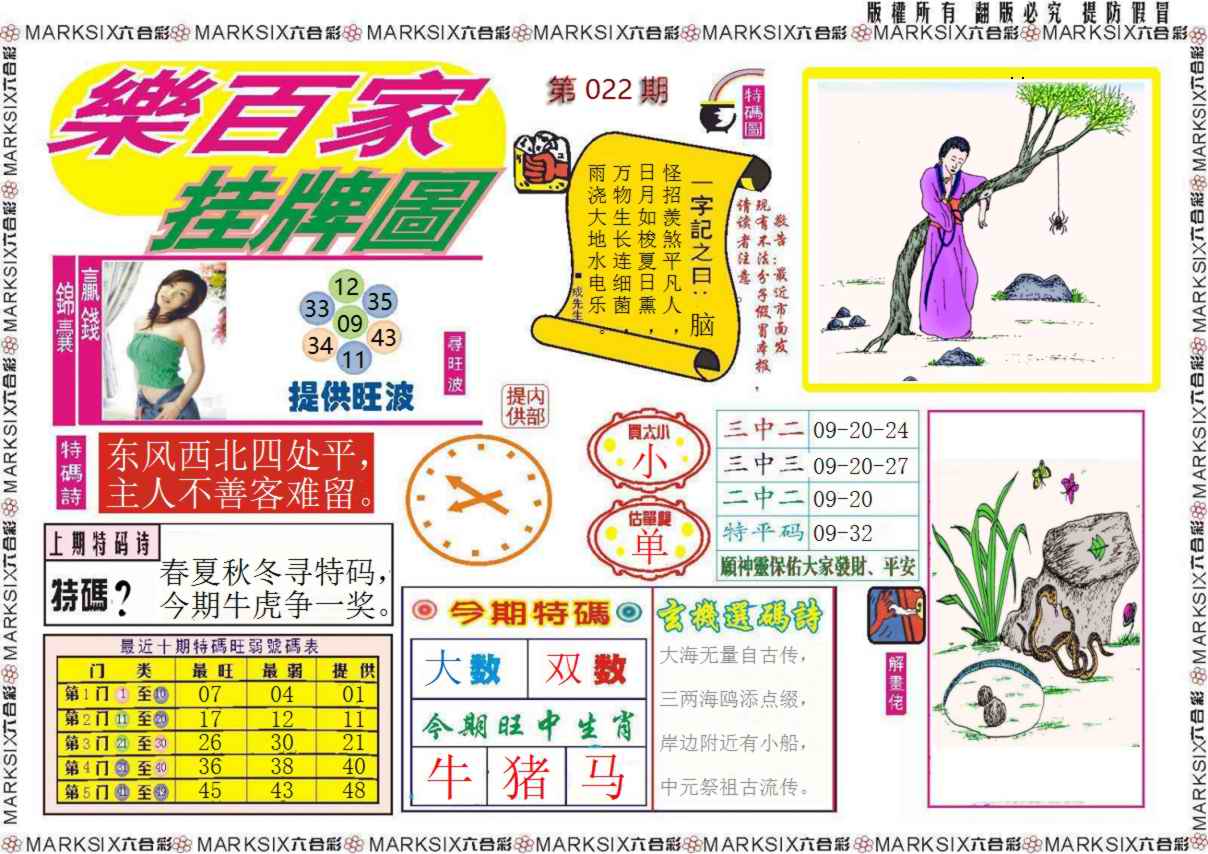 版權所有 翻版必究 提防假冒
MARKSIX六合彩 MARKSIX六合彩 MARKSIX六合彩 MARKSIX六合彩 MARKSIX六合彩 MARKSIX六合彩 MARKSIX六合彩
樂百家
挂牌圖
第 022 期
特碼圖
一字記之曰：脑
怪招羡煞平凡人，
日月如梭夏日熏，
万物生长连细菌，
雨浇大地水电乐。
■成先生
敬告：最近市面发
现有不法分子假冒本报，
请读者注意。
贏錢
錦囊
12
33
35
09
34
43
11
提供旺波
尋旺波
特碼詩
东风西北四处平，
主人不善客难留。
内部
提供
買大小
小
估單雙
单
三中二 09-20-24
三中三 09-20-27
二中二 09-20
特平码 09-32
願神靈保佑大家發財、平安
上期特码诗
特碼？
春夏秋冬寻特码，
今期牛虎争一奖。
最近十期特碼旺弱號碼表
门 类 最旺 最弱 提供
第1门 1 至 10 07 04 01
第2门 11 至 20 17 12 11
第3门 21 至 30 26 30 21
第4门 31 至 40 36 38 40
第5门 41 至 49 45 43 48
今期特碼
大数 双数
今期旺中生肖
牛 猪 马
玄機選碼詩
大海无量自古传，
三两海鸥添点缀，
岸边附近有小船，
中元祭祖古流传。
解畫佬
MARKSIX六合彩 MARKSIX六合彩 MARKSIX六合彩 MARKSIX六合彩 MARKSIX六合彩 MARKSIX六合彩 MARKSIX六合彩